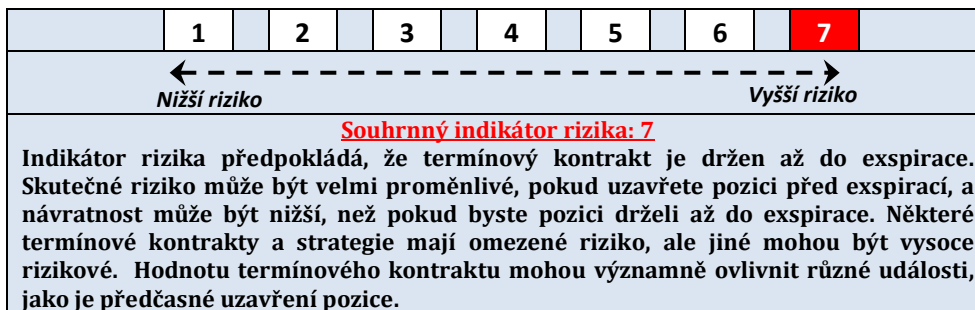 1 2 3 4 5 6 7
Nižší riziko Vyšší riziko
Souhrnný indikátor rizika: 7
Indikátor rizika předpokládá, že termínový kontrakt je držen až do exspirace.
Skutečné riziko může být velmi proměnlivé, pokud uzavřete pozici před exspirací, a
návratnost může být nižší, než pokud byste pozici drželi až do exspirace. Některé
termínové kontrakty a strategie mají omezené riziko, ale jiné mohou být vysoce
rizikové. Hodnotu termínového kontraktu mohou významně ovlivnit různé události,
jako je předčasné uzavření pozice.